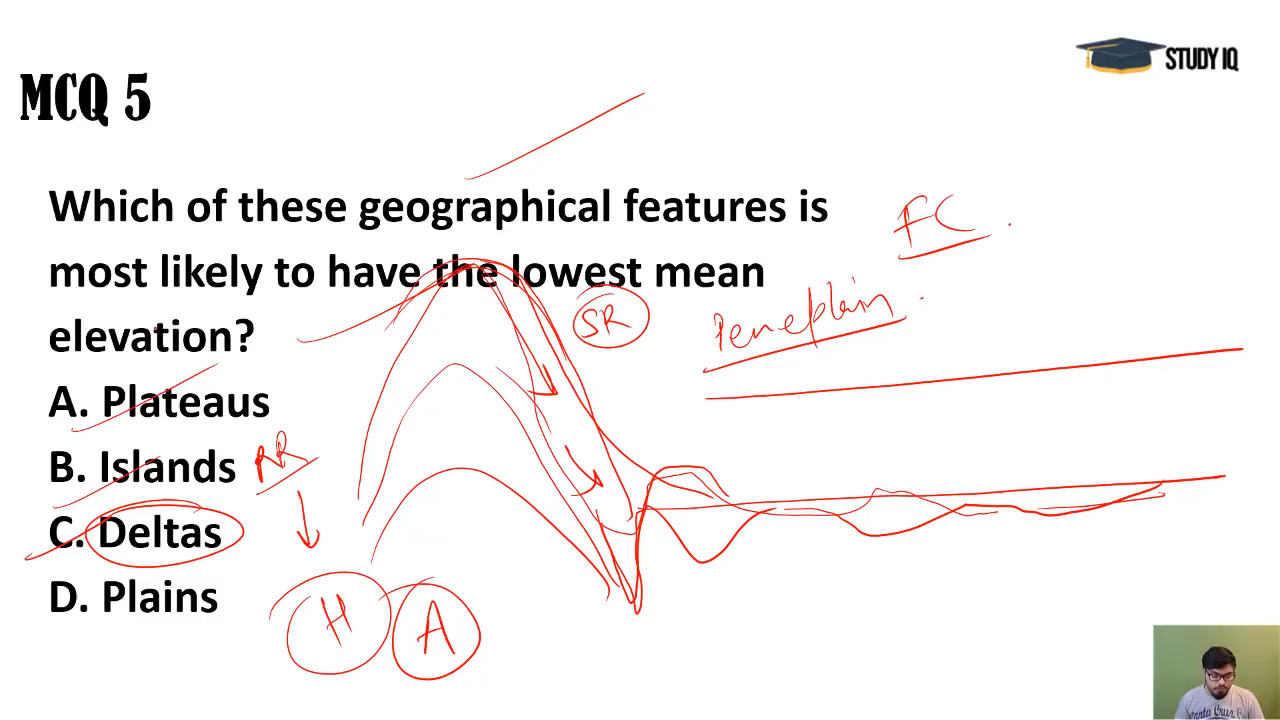 STUDY IQ
MCQ 5
Which of these geographical features is
most likely to have the lowest mean
elevation?
A. Plateaus
B. Islands
C. Deltas
D. Plains
FC
Peneplain
SR
RR
H
A